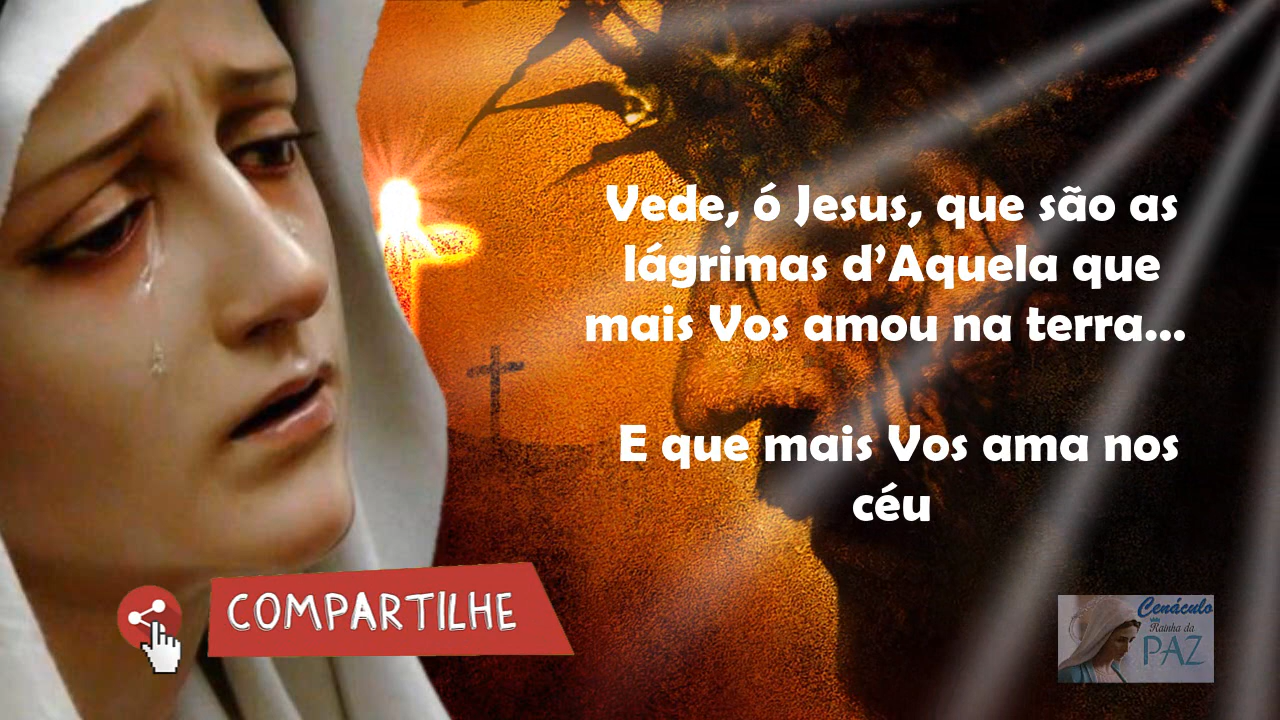 Vede, ó Jesus, que são as
lágrimas d’Aquela que
mais Vos amou na terra...
E que mais Vos ama nos
céu
COMPARTILHE
Cenáculo
Rainha da
PAZ